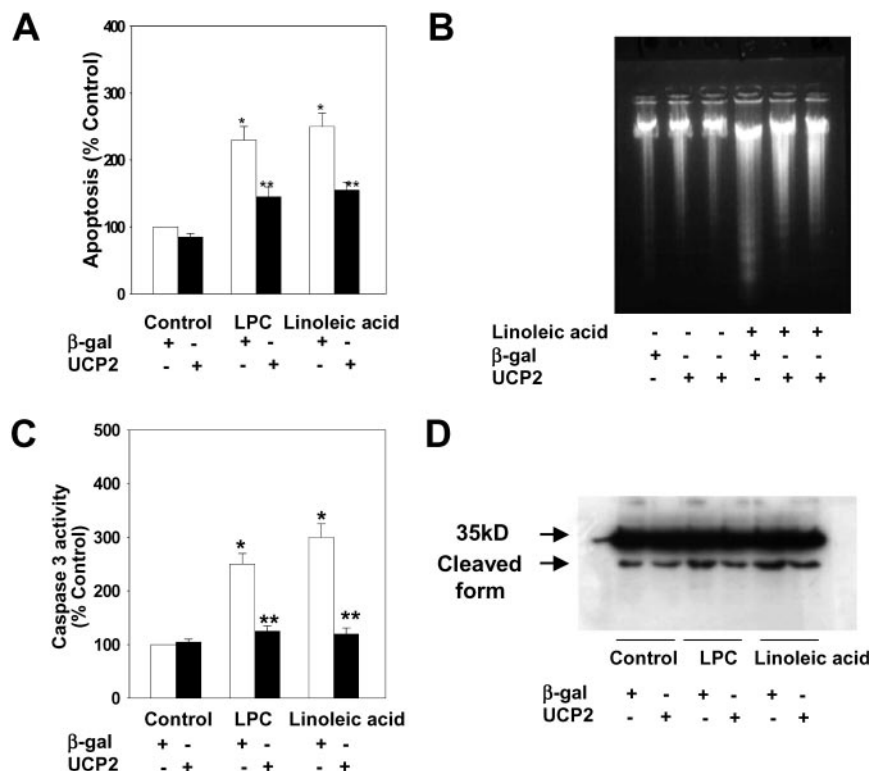 A
Apoptosis (% Control)
400
300
200
100
0
* ** * **
Control LPC Linoleic acid
β-gal + - + - + -
UCP2 - + - + - +
B
Linoleic acid - - - + + +
β-gal + - - + - -
UCP2 - + + - + +
C
Caspase 3 activity
(% Control)
500
400
300
200
100
0
* ** * **
Control LPC Linoleic acid
β-gal + - + - + -
UCP2 - + - + - +
D
35kD
Cleaved
form
Control LPC Linoleic acid
β-gal + - + - + -
UCP2 - + - + - +